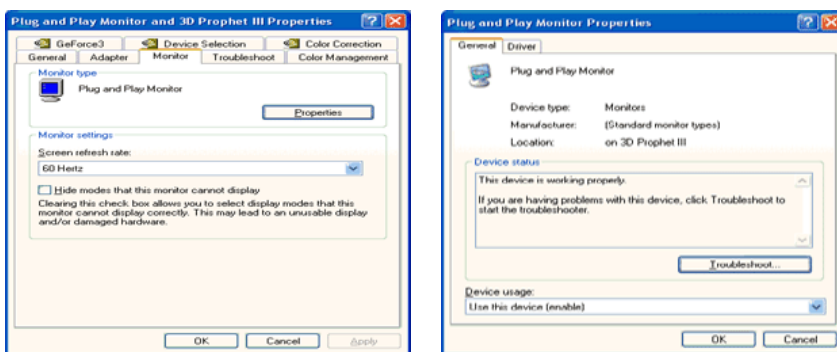 Plug and Play Monitor and 3D Prophet III Properties
GeForce3 Device Selection Color Correction
General Adapter Monitor Troubleshoot Color Management
Monitor type
Plug and Play Monitor
Properties
Monitor settings
Screen refresh rate:
60 Hertz
Hide modes that this monitor cannot display
Clearing this check box allows you to select display modes that this
monitor cannot display correctly. This may lead to an unusable display
and/or damaged hardware.
OK Cancel Apply
Plug and Play Monitor Properties
General Driver
Plug and Play Monitor
Device type: Monitors
Manufacturer: (Standard monitor types)
Location: on 3D Prophet III
Device status
This device is working properly.
If you are having problems with this device, click Troubleshoot to
start the troubleshooter.
Troubleshoot...
Device usage:
Use this device (enable)
OK Cancel